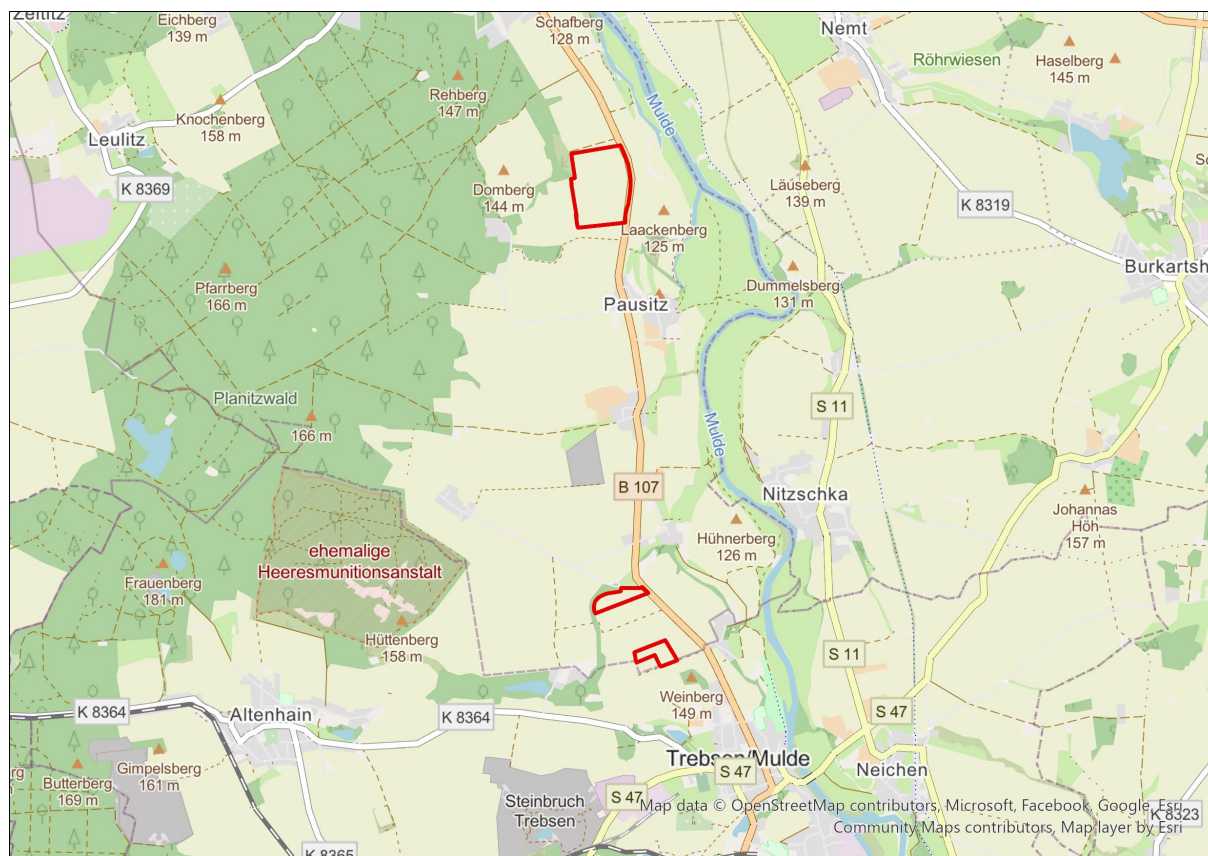 Zeititz
Eichberg
139 m
Schafberg
128 m
Nemt
Röhrwiesen
Haselberg
145 m
Rehberg
147 m
Knochenberg
158 m
Leulitz
Mulde
K 8369
Domberg
144 m
Läuseberg
139 m
K 8319
Laackenberg
125 m
Burkartsh
Pfarrberg
166 m
Dummelsberg
131 m
Pausitz
Planitzwald
166 m
S 11
Mulde
B 107
Nitzschka
Johannas
Höh
157 m
Hühnerberg
126 m
ehemalige
Heeresmunitionsanstalt
Frauenberg
181 m
Hüttenberg
158 m
S 11
Weinberg
149 m
K 8364
Altenhain
K 8364
S 47
Trebsen/Mulde
S 47
Neichen
Gimpelsberg
161 m
Butterberg
169 m
Steinbruch
Trebsen
S 47
K 8323
K 8365
Map data © OpenStreetMap contributors, Microsoft, Facebook, Google, Esri
Community Maps contributors, Map layer by Esri